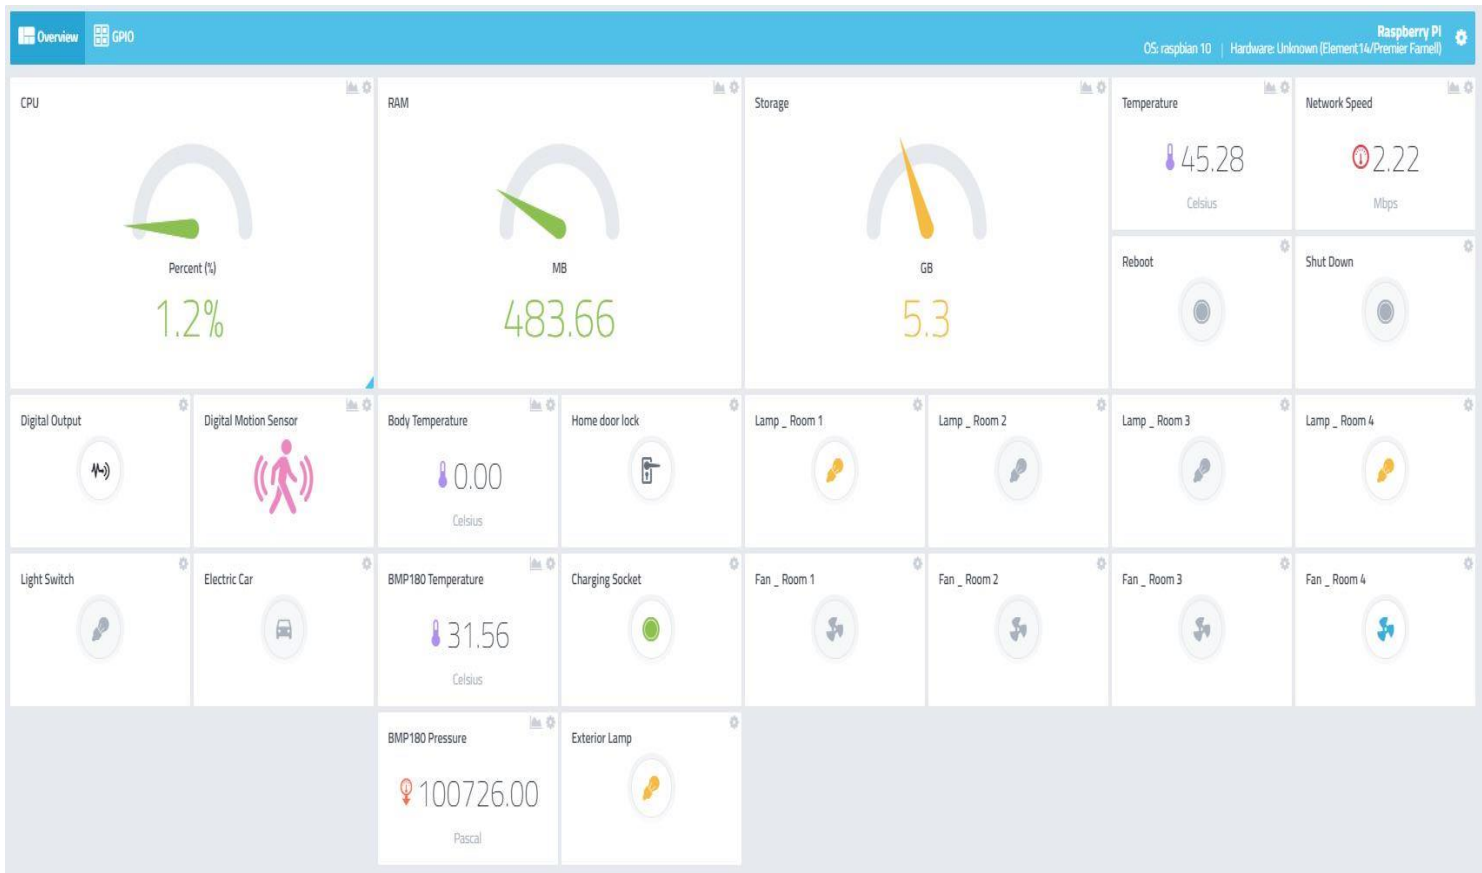 Overview
GPIO
Raspberry Pi
OS: raspbian 10 | Hardware: Unknown (Element14/Premier Farnell)
CPU
Percent (%)
1.2%
RAM
MB
483.66
Storage
GB
5.3
Temperature
45.28
Celsius
Network Speed
2.22
Mbps
Reboot
Shut Down
Digital Output
Digital Motion Sensor
Body Temperature
0.00
Celsius
Home door lock
Lamp _ Room 1
Lamp _ Room 2
Lamp _ Room 3
Lamp _ Room 4
Light Switch
Electric Car
BMP180 Temperature
31.56
Celsius
Charging Socket
Fan _ Room 1
Fan _ Room 2
Fan _ Room 3
Fan _ Room 4
BMP180 Pressure
100726.00
Pascal
Exterior Lamp